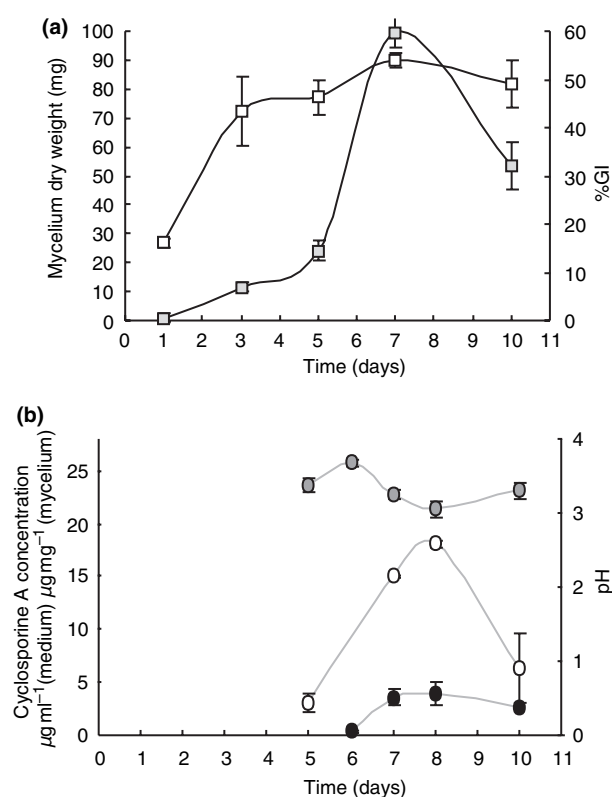 (a)
100
90
80
70
60
50
40
30
20
10
0
Mycelium dry weight (mg)
60
50
40
30
20
10
0
%GI
0 1 2 3 4 5 6 7 8 9 10 11
Time (days)
(b)
Cyclosporine A concentration
µg ml⁻¹ (medium) µg mg⁻¹ (mycelium)
25
20
15
10
5
0
4
3
2
1
0
pH
0 1 2 3 4 5 6 7 8 9 10 11
Time (days)